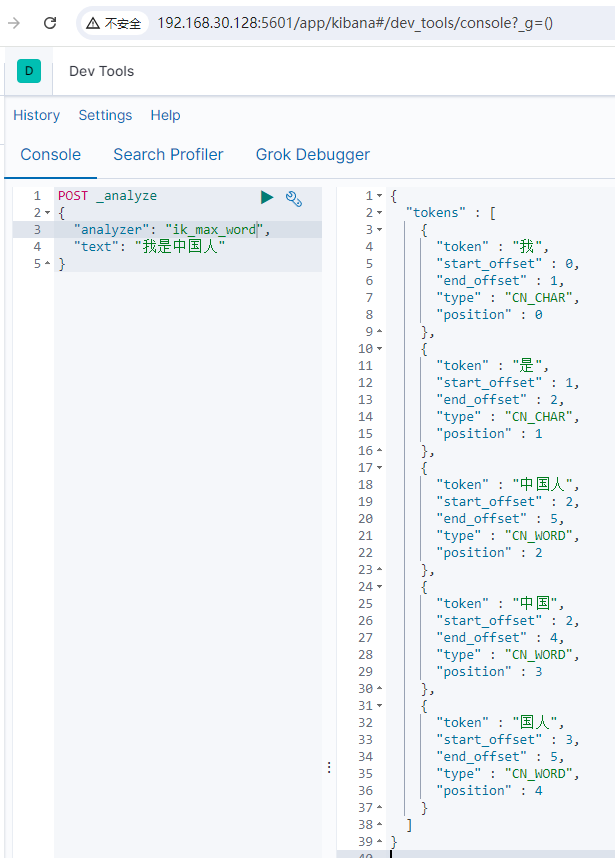 不安全 192.168.30.128:5601/app/kibana#/dev_tools/console?_g=()
D Dev Tools
History Settings Help
Console Search Profiler Grok Debugger
1 POST _analyze
2 {
3 "analyzer": "ik_max_word",
4 "text": "我是中国人"
5 }
1 {
2 "tokens" : [
3 {
4 "token" : "我",
5 "start_offset" : 0,
6 "end_offset" : 1,
7 "type" : "CN_CHAR",
8 "position" : 0
9 },
10 {
11 "token" : "是",
12 "start_offset" : 1,
13 "end_offset" : 2,
14 "type" : "CN_CHAR",
15 "position" : 1
16 },
17 {
18 "token" : "中国人",
19 "start_offset" : 2,
20 "end_offset" : 5,
21 "type" : "CN_WORD",
22 "position" : 2
23 },
24 {
25 "token" : "中国",
26 "start_offset" : 2,
27 "end_offset" : 4,
28 "type" : "CN_WORD",
29 "position" : 3
30 },
31 {
32 "token" : "国人",
33 "start_offset" : 3,
34 "end_offset" : 5,
35 "type" : "CN_WORD",
36 "position" : 4
37 }
38 ]
39 }
40